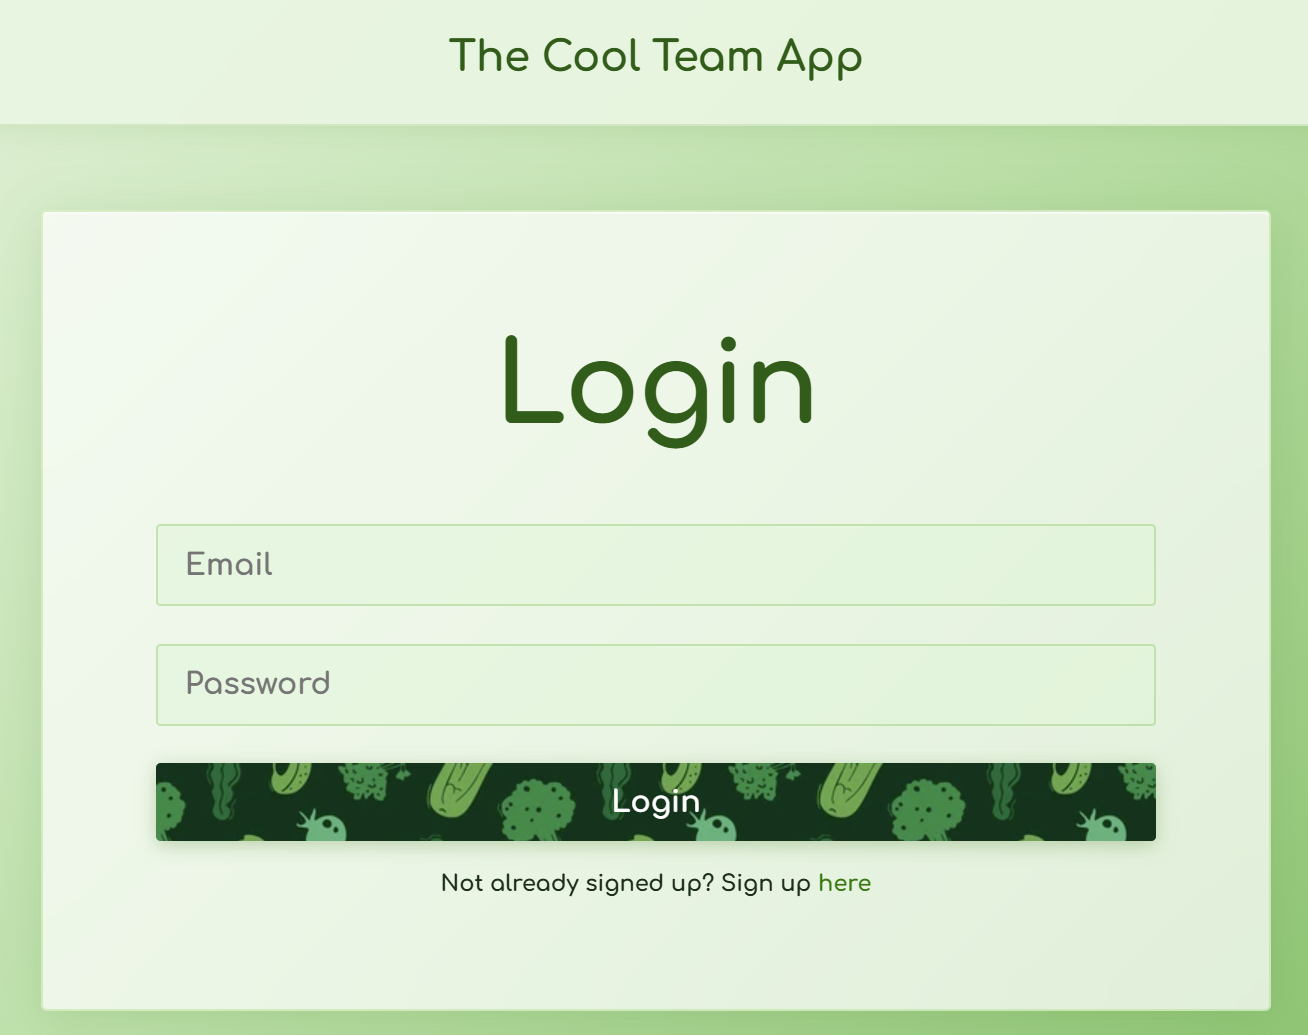 The Cool Team App
Login
Email
Password
Login
Not already signed up? Sign up here